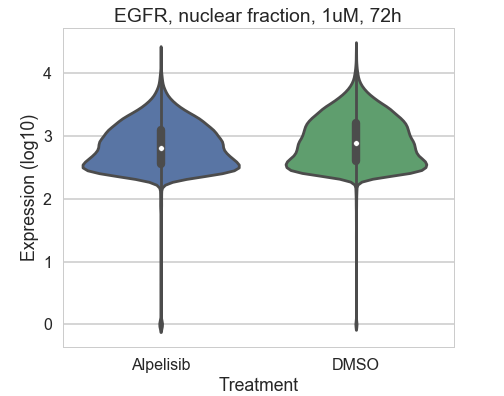 EGFR, nuclear fraction, 1uM, 72h
Expression (log10)
4
3
2
1
0
Alpelisib
DMSO
Treatment